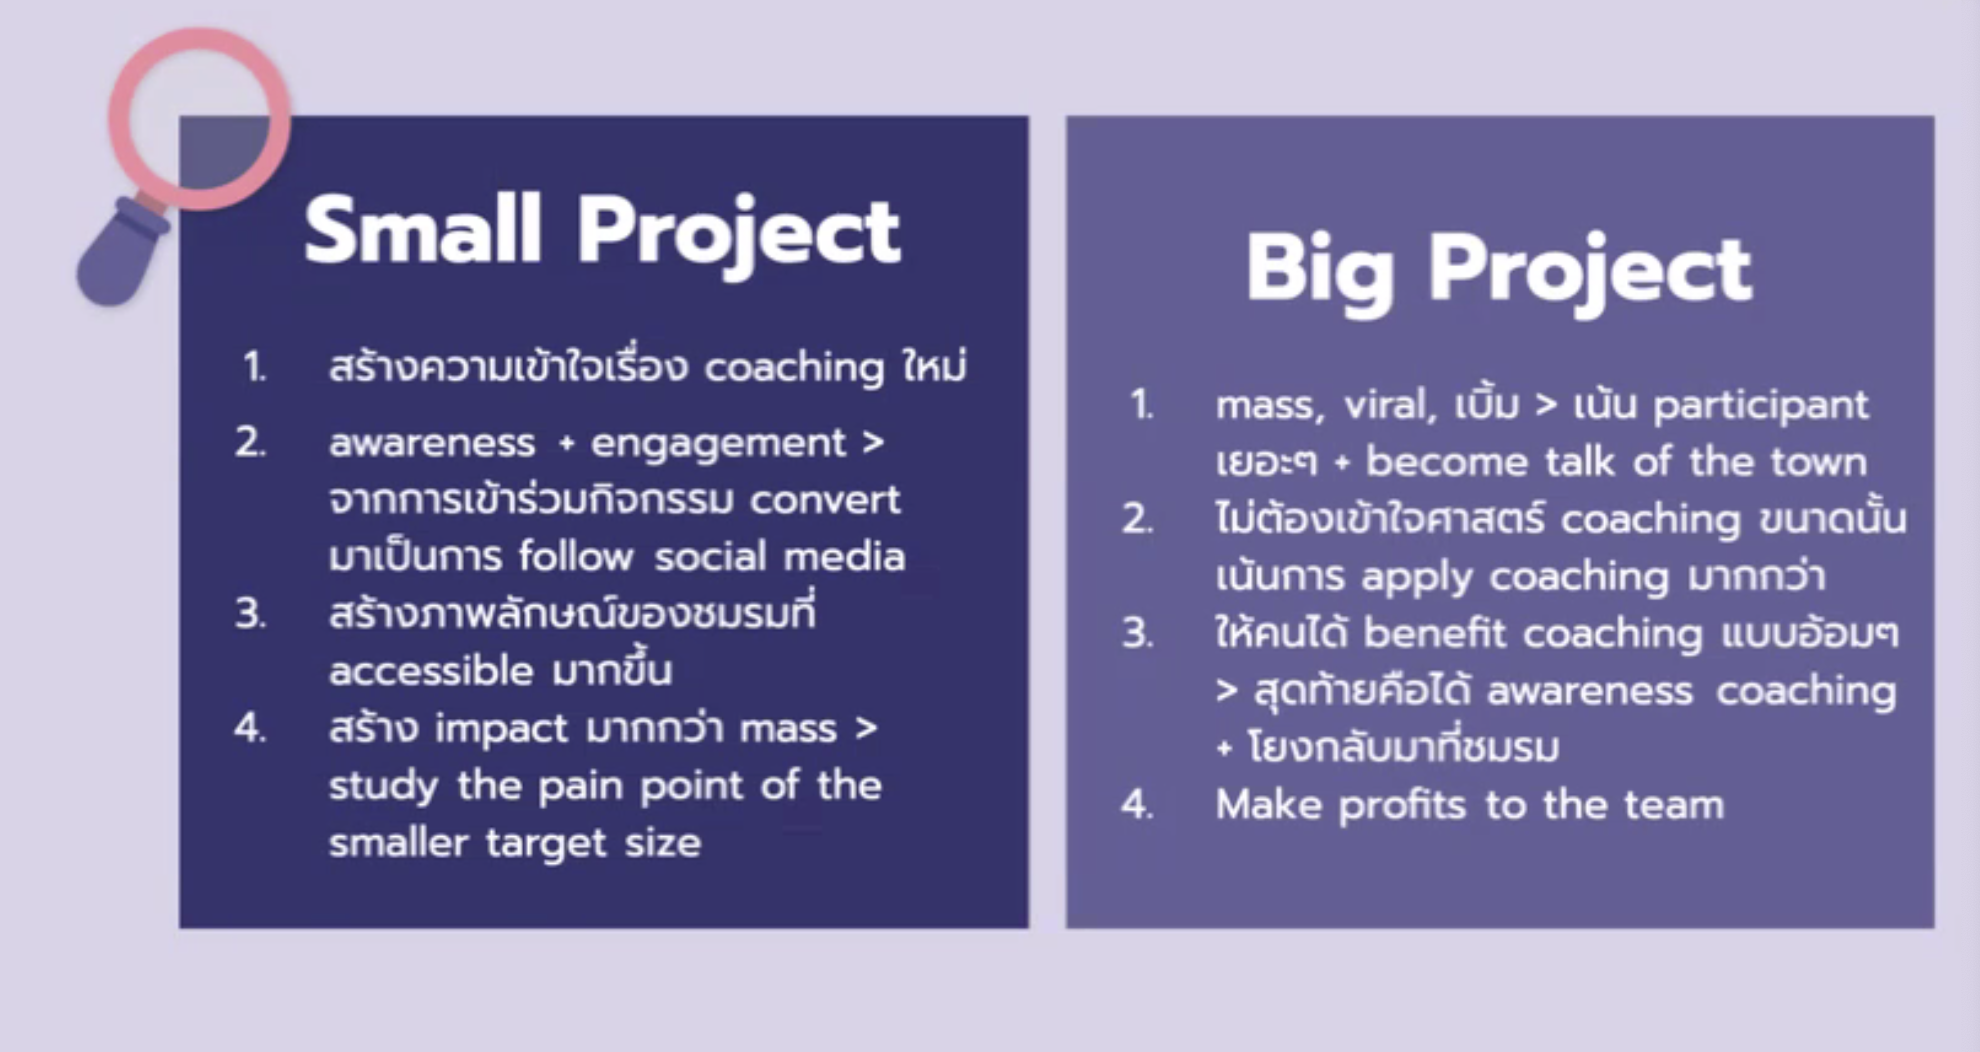 Small Project
1. สร้างความเข้าใจเรื่อง coaching ใหม่
2. awareness + engagement >
จากการเข้าร่วมกิจกรรม convert
มาเป็นการ follow social media
3. สร้างภาพลักษณ์ของชมรมที่
accessible มากขึ้น
4. สร้าง impact มากกว่า mass >
study the pain point of the
smaller target size
Big Project
1. mass, viral, เบิ้ม > เน้น participant
เยอะๆ + become talk of the town
2. ไม่ต้องเข้าใจศาสตร์ coaching ขนาดนั้น
เน้นการ apply coaching มากกว่า
3. ให้คนได้ benefit coaching แบบอ้อมๆ
> สุดท้ายคือได้ awareness coaching
+ โยงกลับมาที่ชมรม
4. Make profits to the team